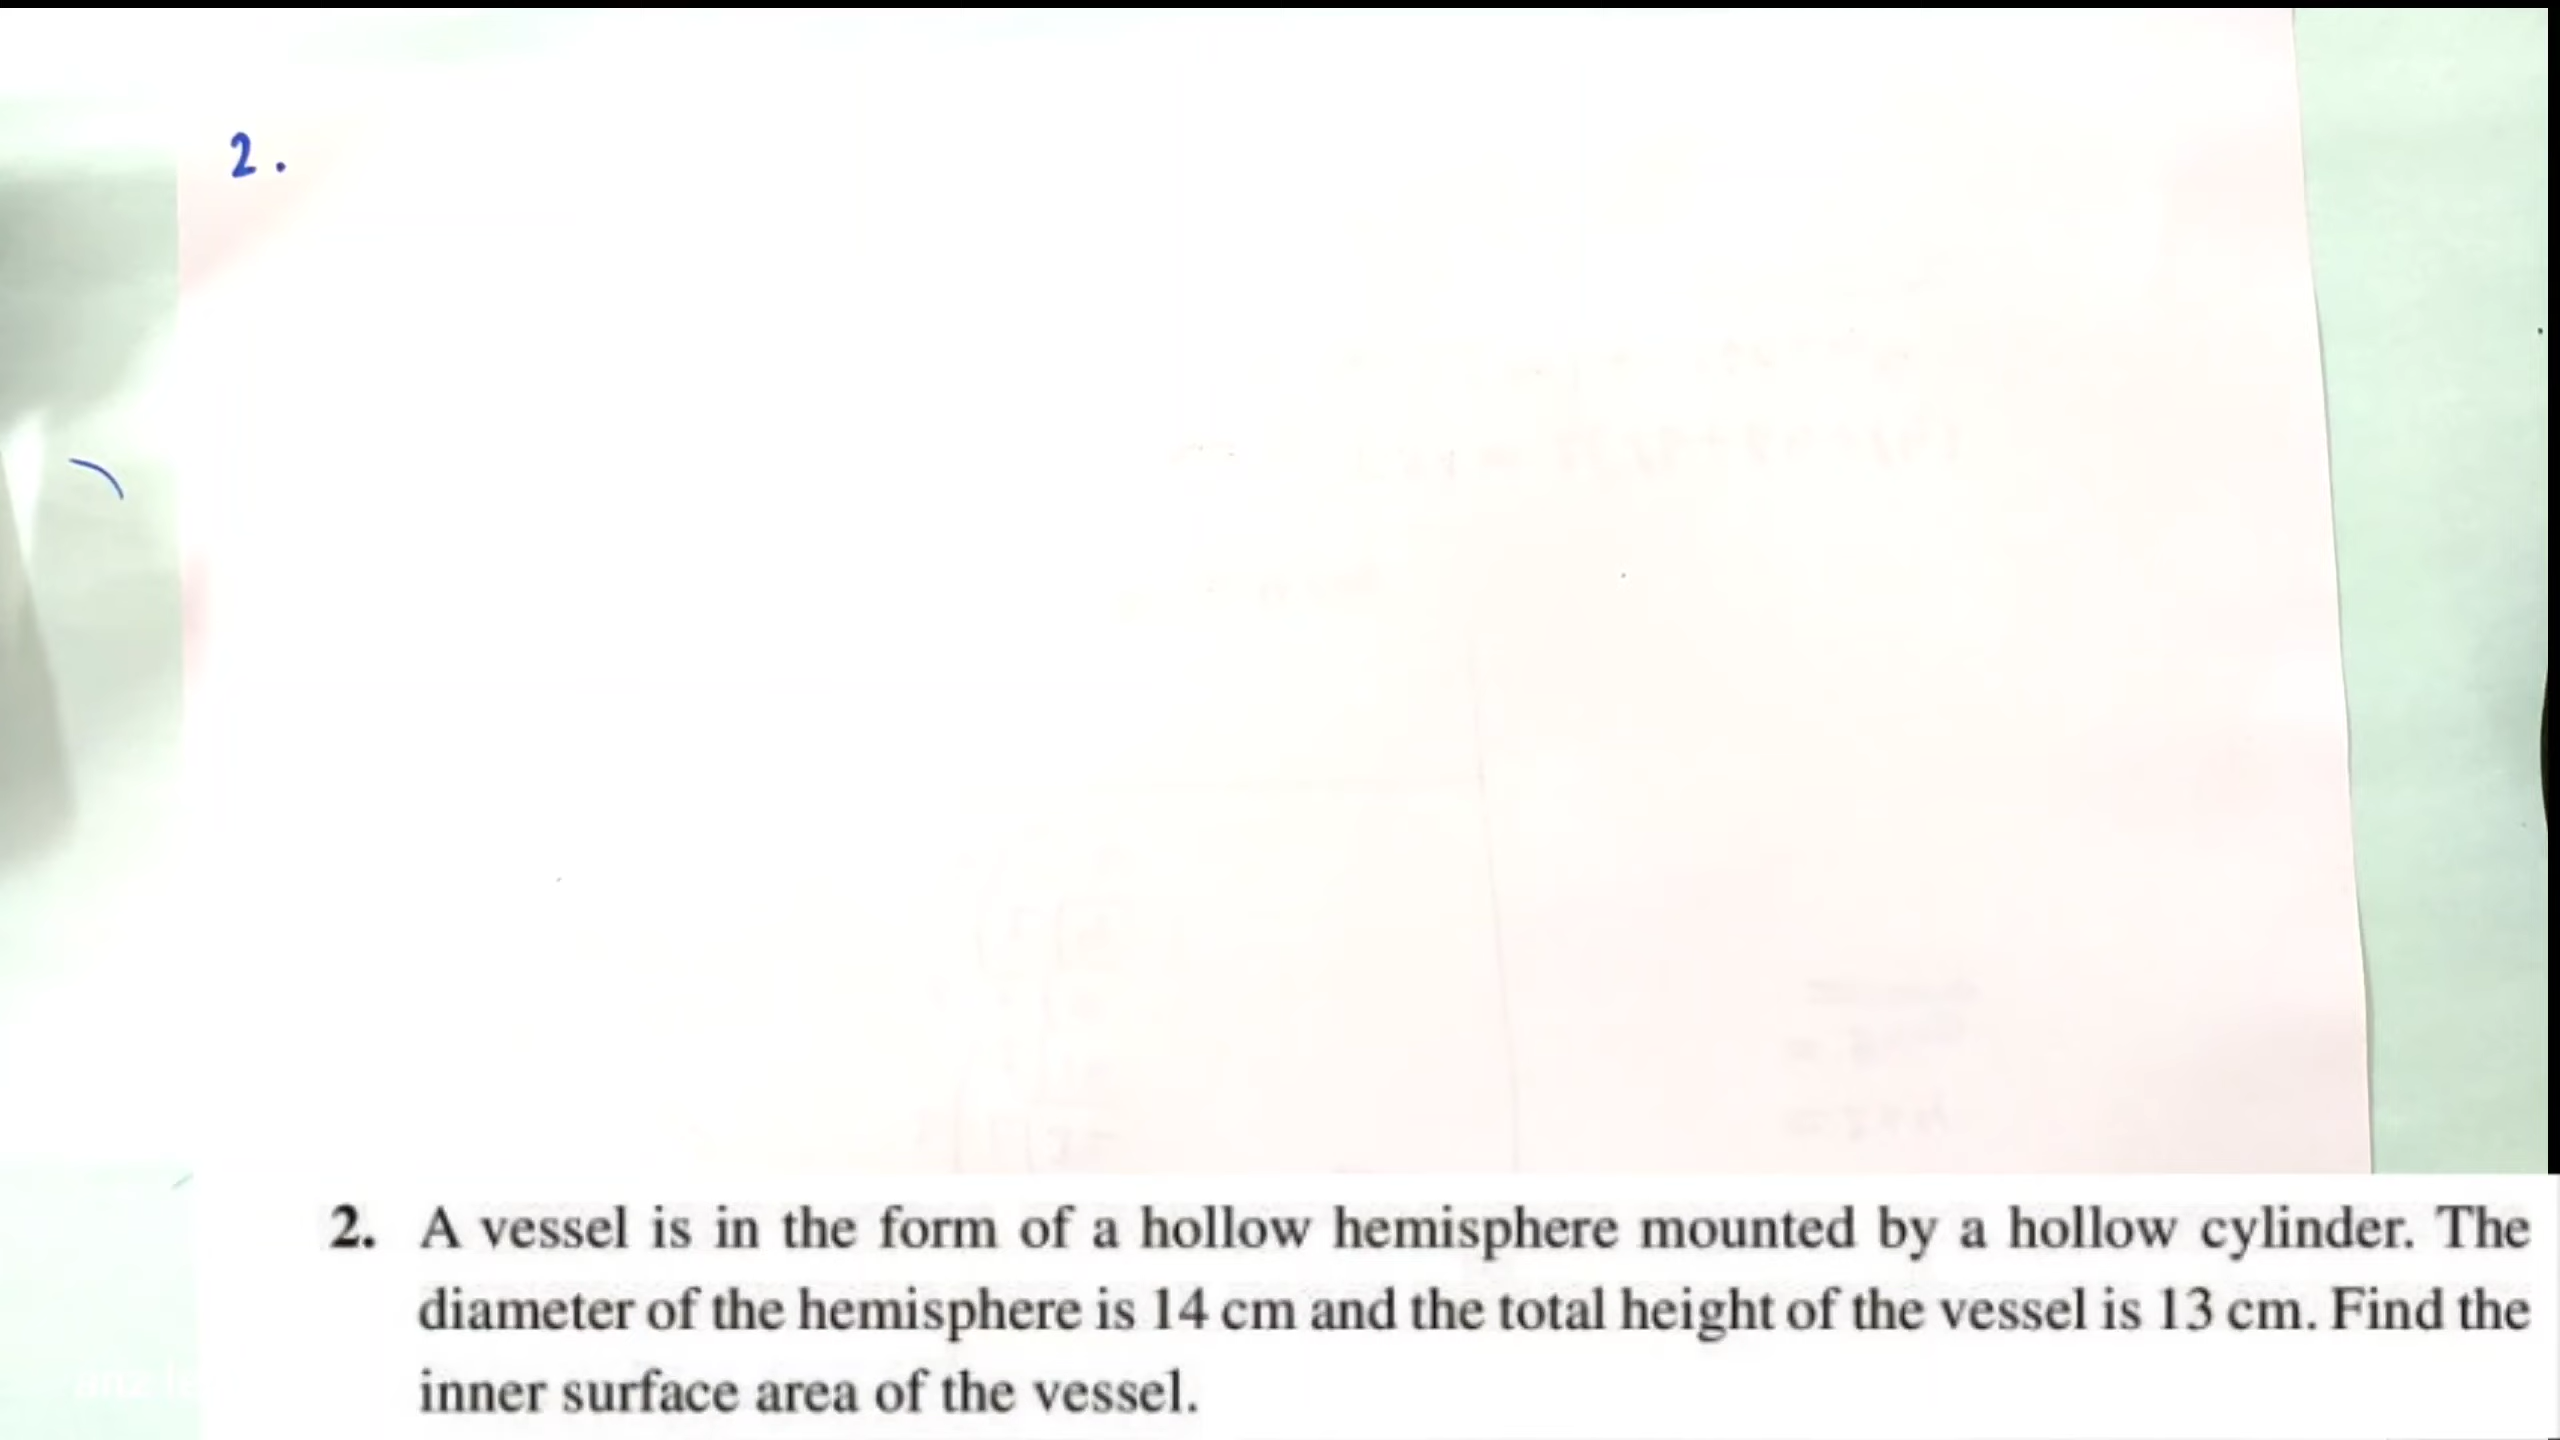 2.
2. A vessel is in the form of a hollow hemisphere mounted by a hollow cylinder. The
diameter of the hemisphere is 14 cm and the total height of the vessel is 13 cm. Find the
inner surface area of the vessel.